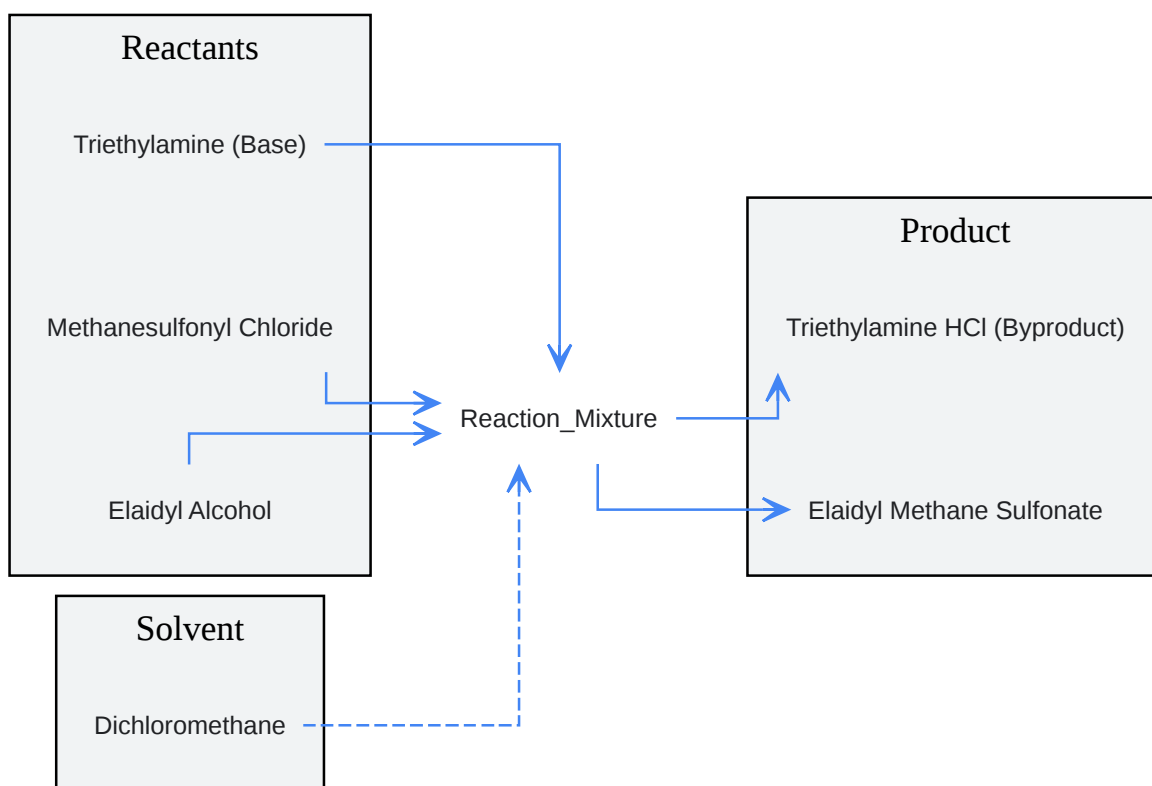 Reactants
Triethylamine (Base)
Methanesulfonyl Chloride
Elaidyl Alcohol
Solvent
Dichloromethane
Reaction_Mixture
Product
Triethylamine HCl (Byproduct)
Elaidyl Methane Sulfonate